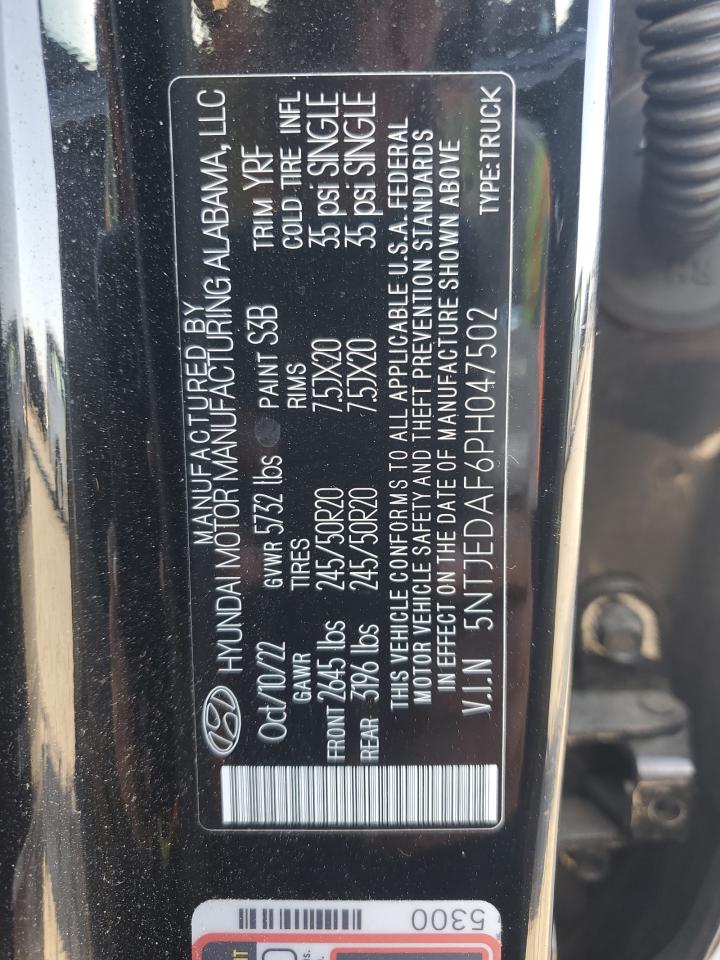 MANUFACTURED BY
HYUNDAI MOTOR MANUFACTURING ALABAMA, LLC
Oct/10/22 GVWR 5732 lbs PAINT S3B TRIM YRF
GAWR TIRES RIMS COLD TIRE INFL
FRONT 2645 lbs 245/50R20 7.5JX20 35 psi SINGLE
REAR 3196 lbs 245/50R20 7.5JX20 35 psi SINGLE
THIS VEHICLE CONFORMS TO ALL APPLICABLE U.S.A. FEDERAL
MOTOR VEHICLE SAFETY AND THEFT PREVENTION STANDARDS
IN EFFECT ON THE DATE OF MANUFACTURE SHOWN ABOVE
V.I.N 5NTJEDAF6PH047502 TYPE:TRUCK
5300